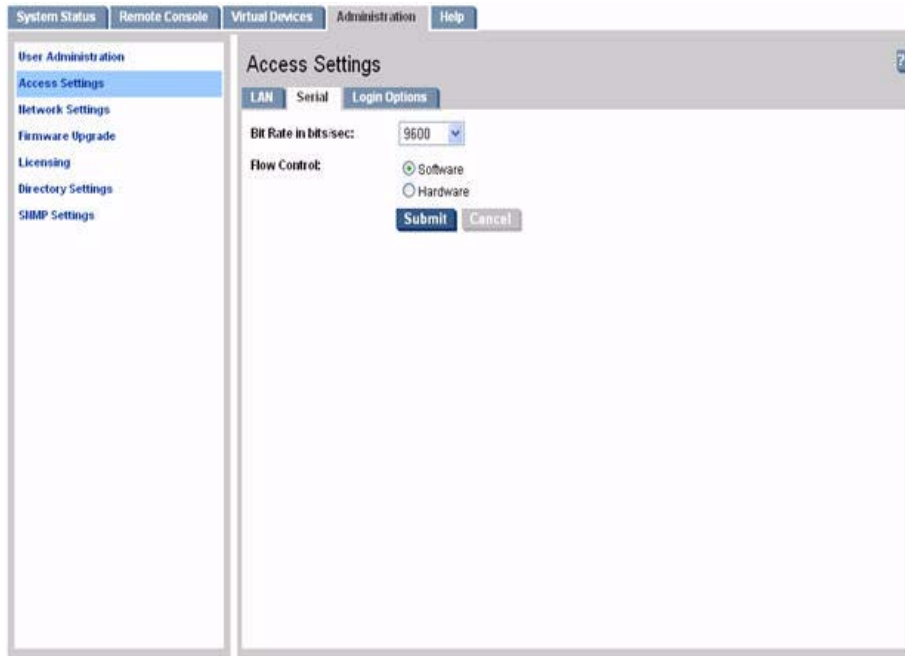 System Status Remote Console Virtual Devices Administration Help
User Administration
Access Settings
Network Settings
Firmware Upgrade
Licensing
Directory Settings
SNMP Settings
Access Settings
?
LAN Serial Login Options
Bit Rate in bits/sec: 9600
Flow Control: Software
Hardware
Submit Cancel